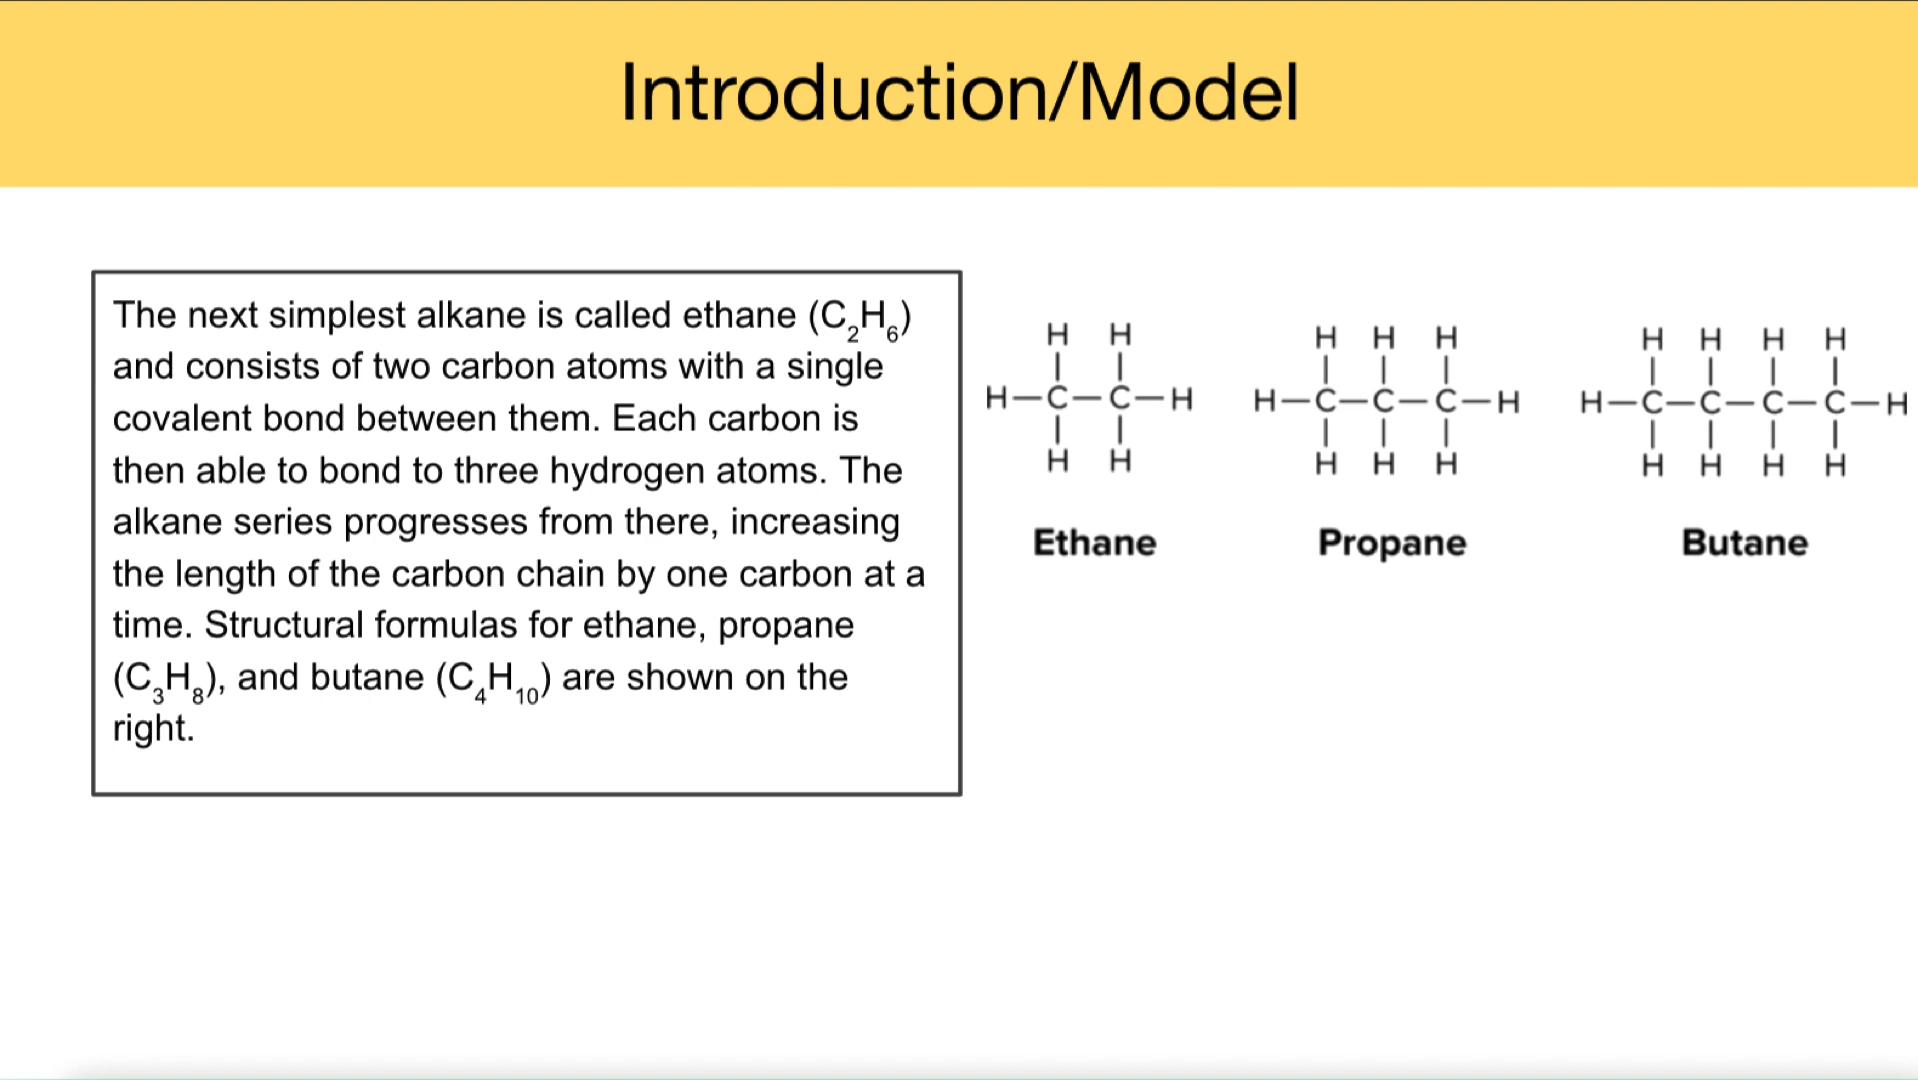 Introduction/Model
The next simplest alkane is called ethane (C₂H₆)
and consists of two carbon atoms with a single
covalent bond between them. Each carbon is
then able to bond to three hydrogen atoms. The
alkane series progresses from there, increasing
the length of the carbon chain by one carbon at a
time. Structural formulas for ethane, propane
(C₃H₈), and butane (C₄H₁₀) are shown on the
right.
H H
H—C—C—H
H H
Ethane
H H H
H—C—C—C—H
H H H
Propane
H H H H
H—C—C—C—C—H
H H H H
Butane